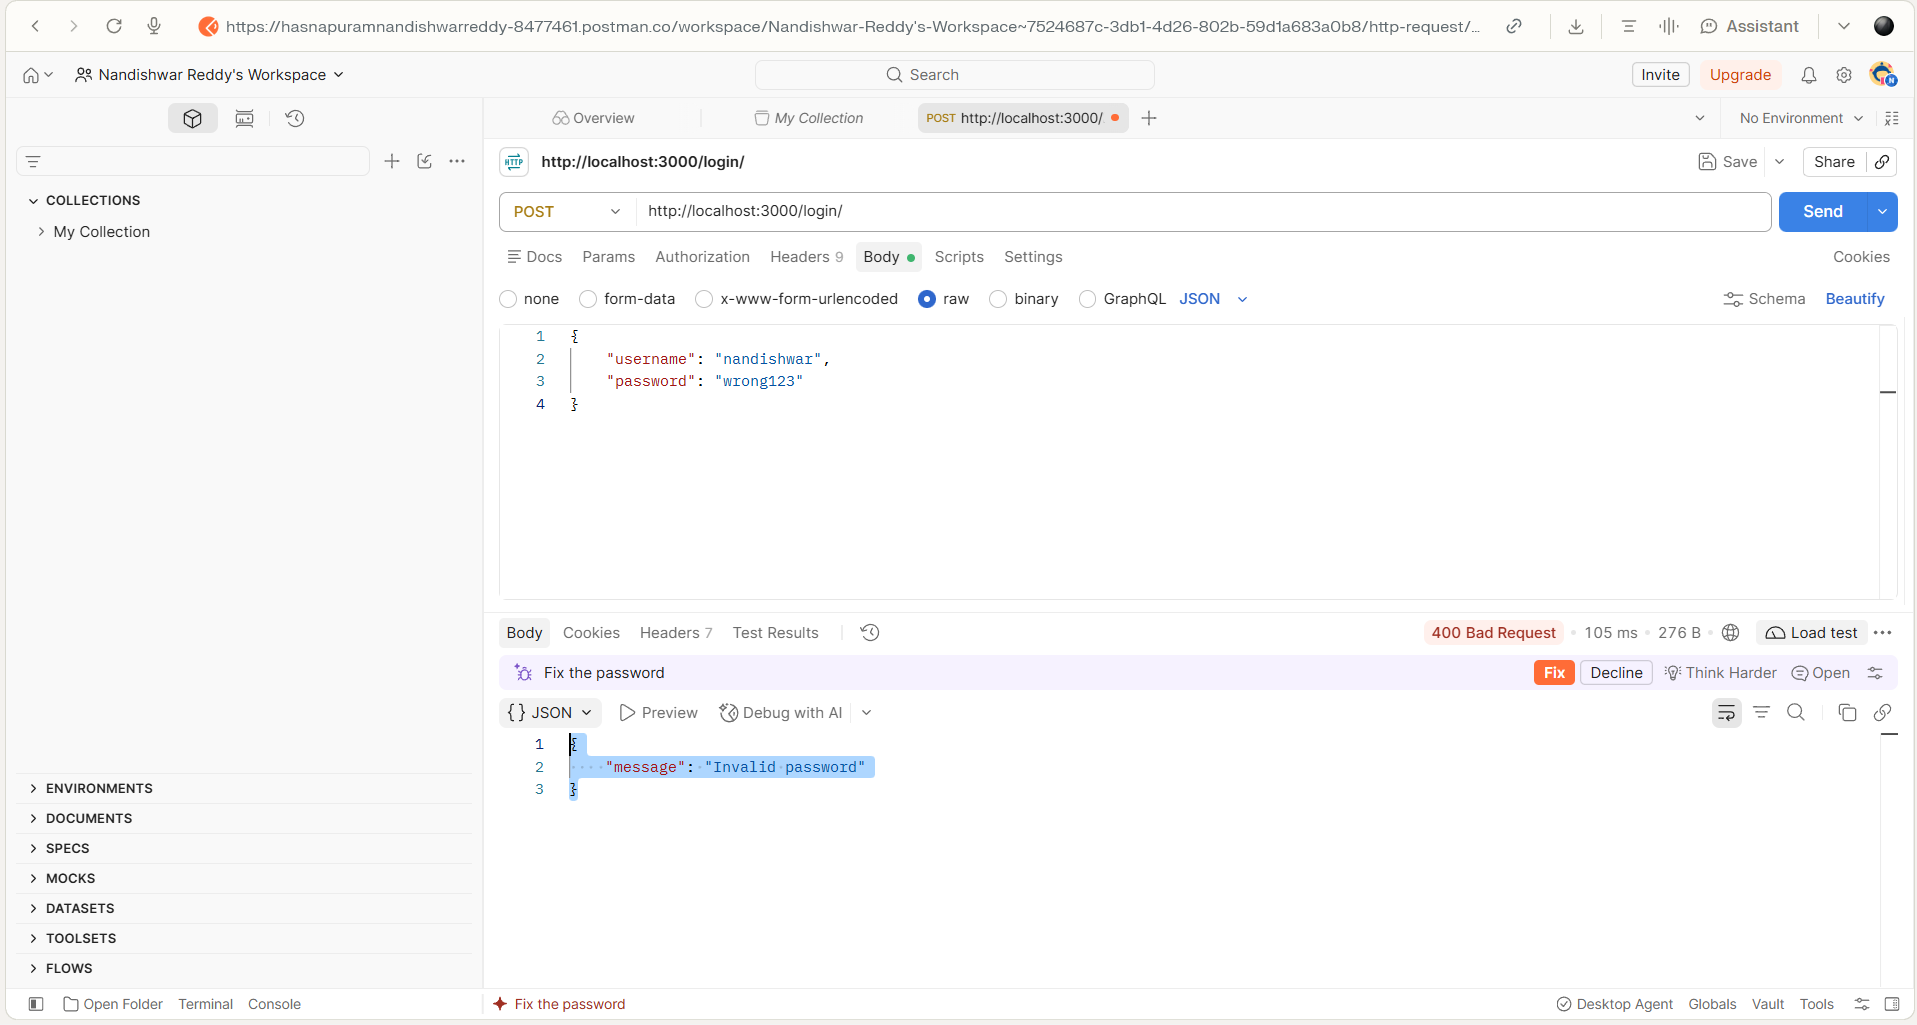 https://hasnapuramnandishwarreddy-8477461.postman.co/workspace/Nandishwar-Reddy's-Workspace~7524687c-3db1-4d26-802b-59d1a683a0b8/http-request/... Assistant
Nandishwar Reddy's Workspace Search Invite Upgrade
Overview My Collection POST http://localhost:3000/ No Environment
HTTP http://localhost:3000/login/ Save Share
COLLECTIONS
My Collection
POST http://localhost:3000/login/ Send
Docs Params Authorization Headers 9 Body Scripts Settings Cookies
none form-data x-www-form-urlencoded raw binary GraphQL JSON Schema Beautify
1 {
2 "username": "nandishwar",
3 "password": "wrong123"
4 }
Body Cookies Headers 7 Test Results 400 Bad Request • 105 ms • 276 B • Load test
Fix the password Fix Decline Think Harder Open
{} JSON Preview Debug with AI
1 {
2 "message": "Invalid password"
3 }
ENVIRONMENTS
DOCUMENTS
SPECS
MOCKS
DATASETS
TOOLSETS
FLOWS
Open Folder Terminal Console Fix the password Desktop Agent Globals Vault Tools